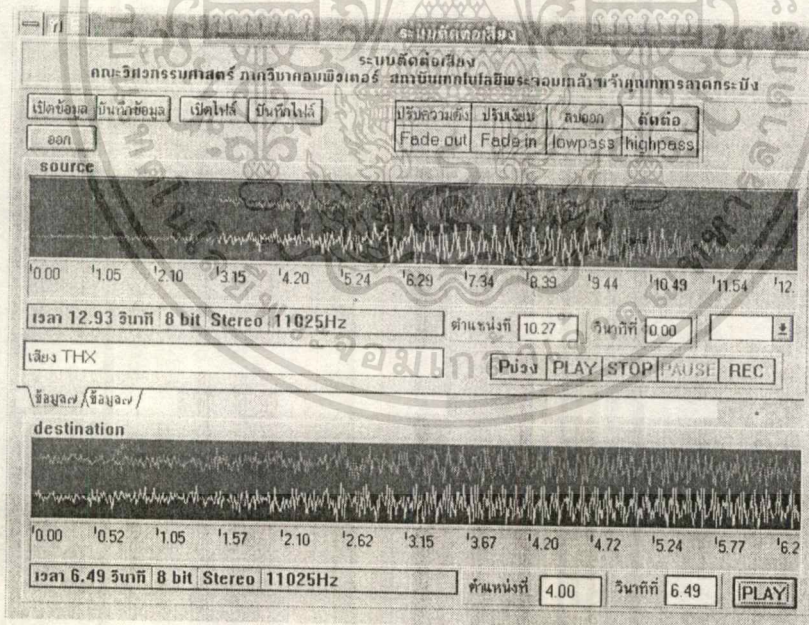 ระบบตัดต่อเสียง
ระบบตัดต่อเสียง
คณะวิศวกรรมศาสตร์ ภาควิชาคอมพิวเตอร์ สถาบันเทคโนโลยีพระจอมเกล้าเจ้าคุณทหารลาดกระบัง
เปิดข้อมูล บันทึกข้อมูล เปิดไฟล์ บันทึกไฟล์ ปรับความดัง ปรับเงียบ ลบออก ตัดต่อ
ออก Fade out Fade in lowpass highpass
source
0.00 1.05 2.10 3.15 4.20 5.24 6.29 7.34 8.39 9.44 10.49 11.54 12.
เวลา 12.93 วินาที 8 bit Stereo 11025Hz ตำแหน่งที่ 10.27 วินาทีที่ 0.00
เสียง THX Pช่วง PLAY STOP PAUSE REC
ข้อมูล๗ ข้อมูล๗
destination
0.00 0.52 1.05 1.57 2.10 2.62 3.15 3.67 4.20 4.72 5.24 5.77 6.2
เวลา 6.49 วินาที 8 bit Stereo 11025Hz ตำแหน่งที่ 4.00 วินาทีที่ 6.49 PLAY